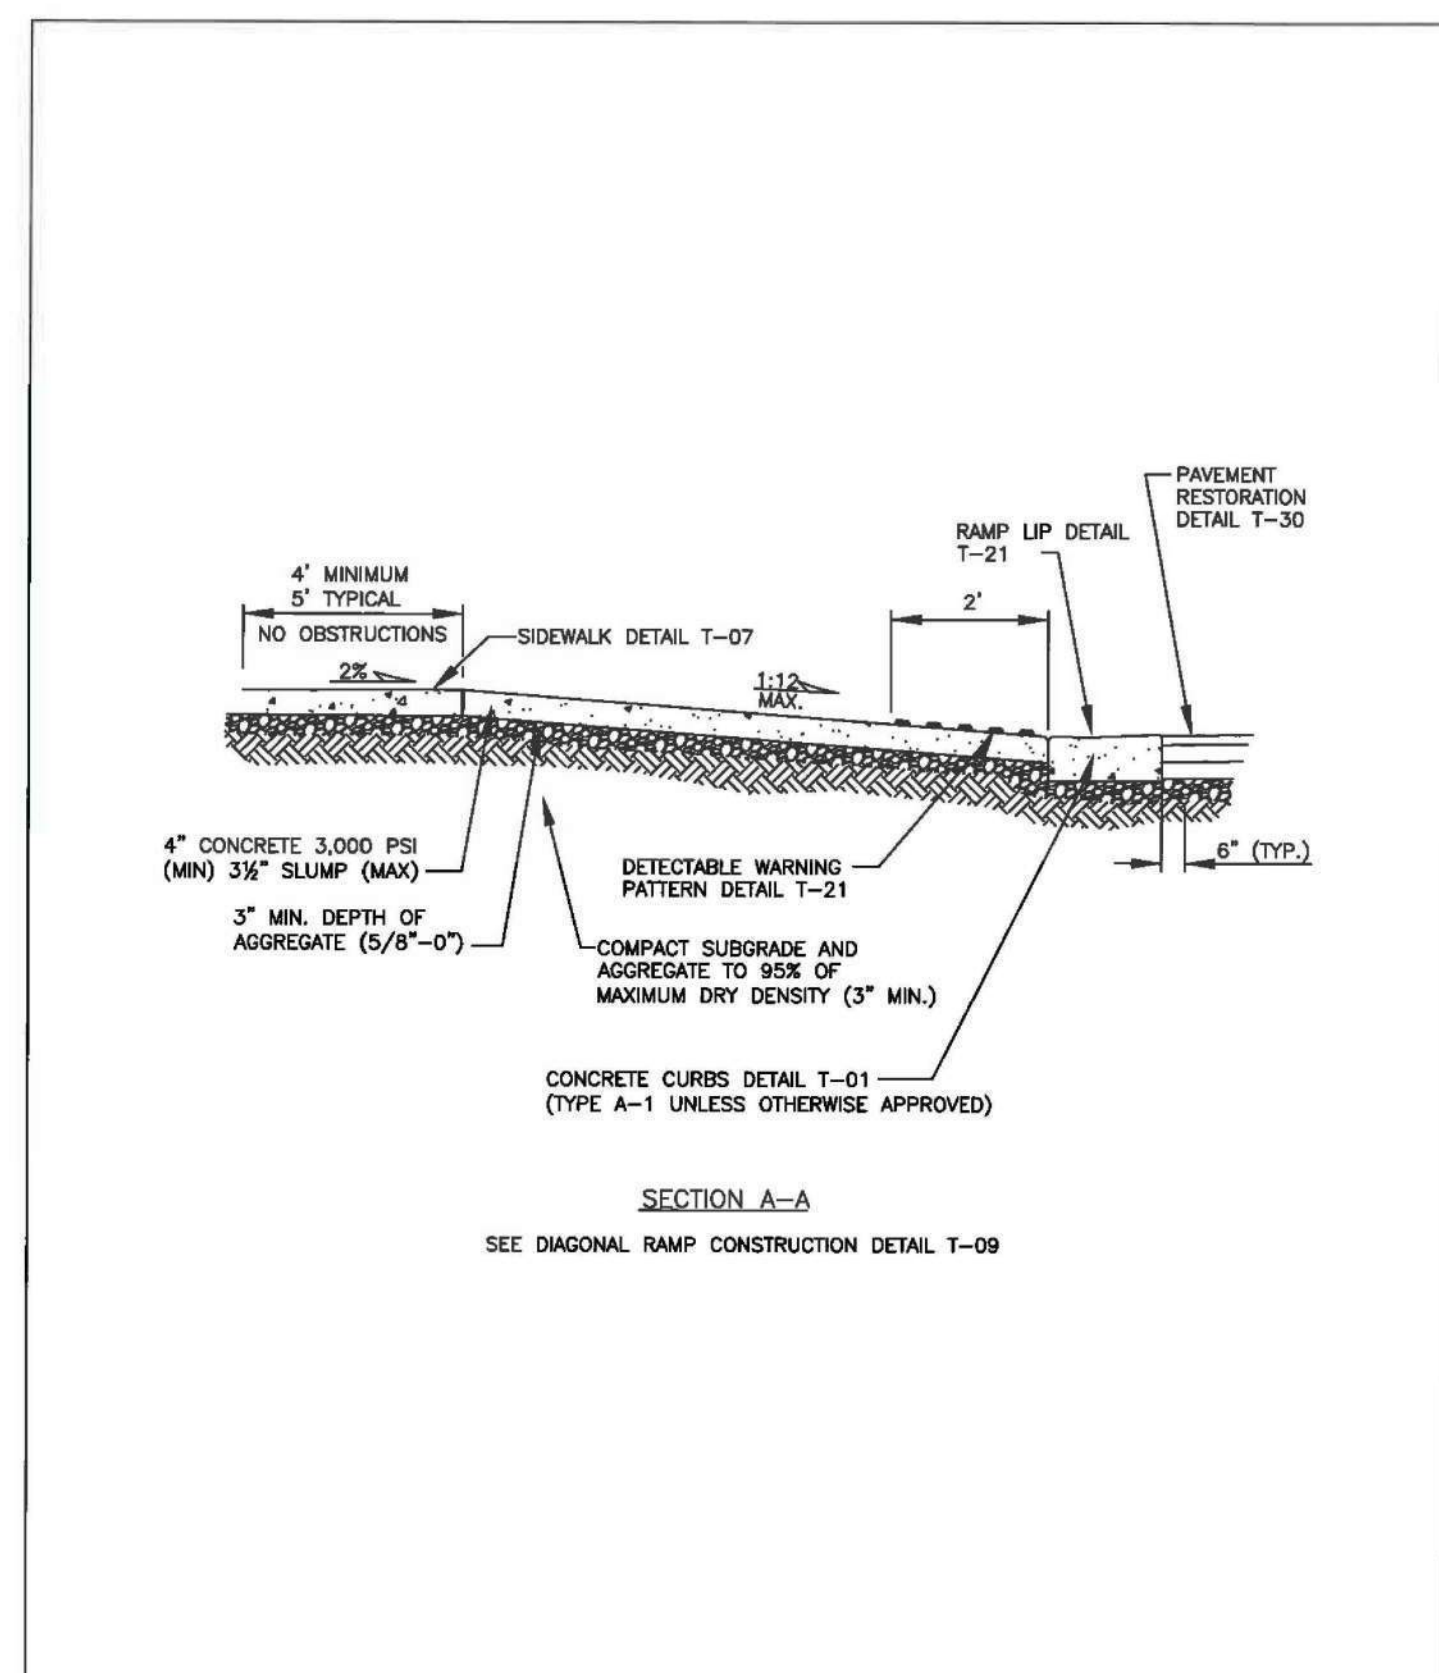 PAVEMENT
RESTORATION
DETAIL T-30
RAMP LIP DETAIL
T-21
4' MINIMUM
5' TYPICAL
NO OBSTRUCTIONS
2'
SIDEWALK DETAIL T-07
2%
1:12
MAX.
4" CONCRETE 3,000 PSI
(MIN) 3½" SLUMP (MAX)
3" MIN. DEPTH OF
AGGREGATE (5/8"-0")
DETECTABLE WARNING
PATTERN DETAIL T-21
6" (TYP.)
COMPACT SUBGRADE AND
AGGREGATE TO 95% OF
MAXIMUM DRY DENSITY (3" MIN.)
CONCRETE CURBS DETAIL T-01
(TYPE A-1 UNLESS OTHERWISE APPROVED)
SECTION A-A
SEE DIAGONAL RAMP CONSTRUCTION DETAIL T-09